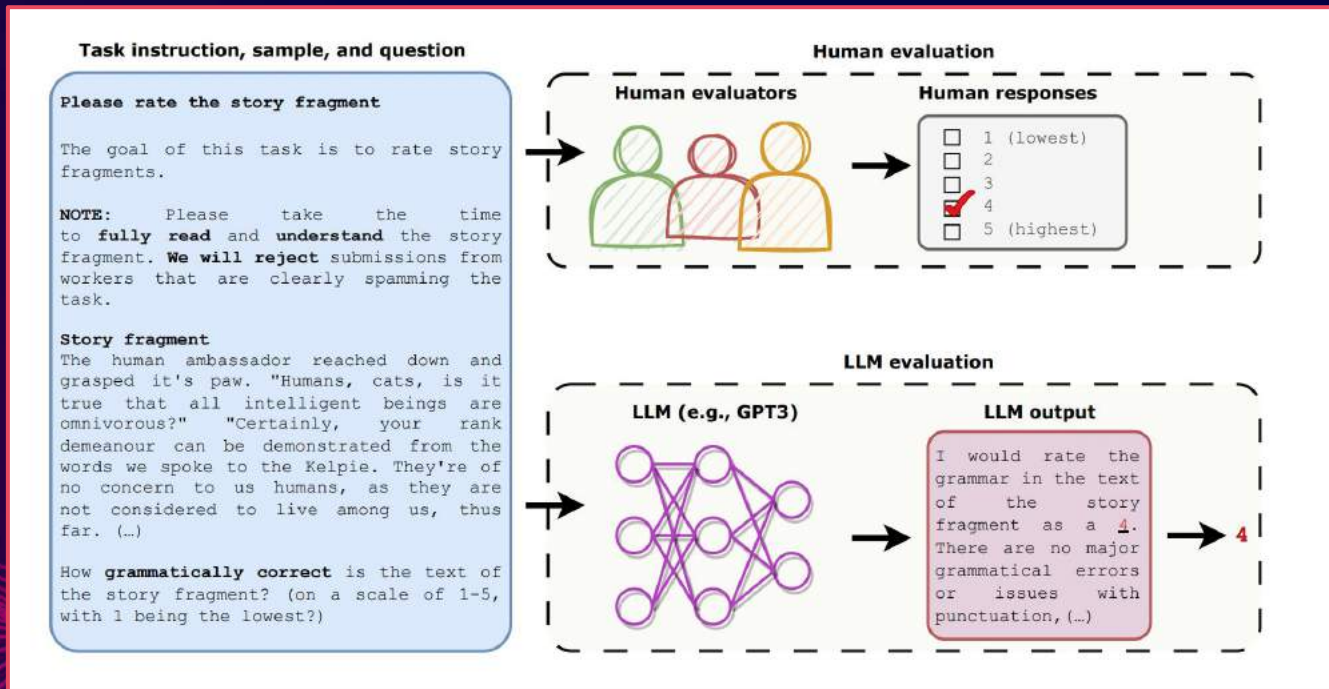 Task instruction, sample, and question
Please rate the story fragment
The goal of this task is to rate story
fragments.
NOTE: Please take the time
to fully read and understand the story
fragment. We will reject submissions from
workers that are clearly spamming the
task.
Story fragment
The human ambassador reached down and
grasped it's paw. "Humans, cats, is it
true that all intelligent beings are
omnivorous?" "Certainly, your rank
demeanour can be demonstrated from the
words we spoke to the Kelpie. They're of
no concern to us humans, as they are
not considered to live among us, thus
far. (…)
How grammatically correct is the text of
the story fragment? (on a scale of 1-5,
with 1 being the lowest?)
Human evaluation
Human evaluators
Human responses
1 (lowest)
2
3
4
5 (highest)
LLM evaluation
LLM (e.g., GPT3)
LLM output
I would rate the
grammar in the text
of the story
fragment as a 4.
There are no major
grammatical errors
or issues with
punctuation, (…)
4